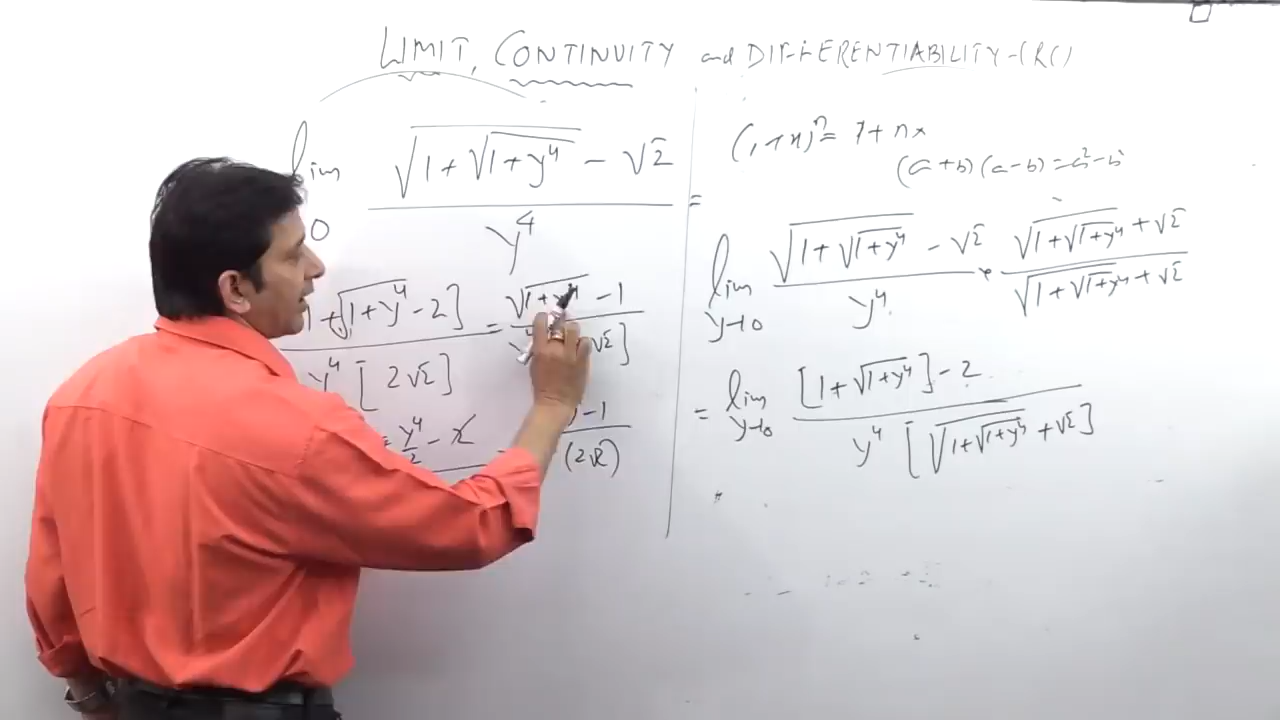 LIMIT, CONTINUITY and DIFFERENTIABILITY-(RC)
lim √(1+√(1+y⁴)) - √2 =
0 y⁴
1+√(1+y⁴) - 2] = √(1+y⁴) - 1
y⁴ [2√2] √2]
= y⁴/2 - 2 - 1
(2√2)
(1+x)ⁿ = 1+nx
(a+b)(a-b) = a²-b²
lim y→0 √(1+√(1+y⁴)) - √2 / y⁴ · √(1+√(1+y⁴)) + √2 / √(1+√(1+y⁴)) + √2
= lim y→0 [1+√(1+y⁴)] - 2 / y⁴ [√(1+√(1+y⁴)) + √2]